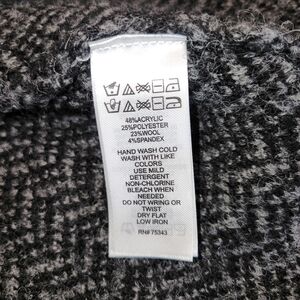 48%ACRYLIC
25%POLYESTER
23%WOOL
4%SPANDEX
HAND WASH COLD
WASH WITH LIKE
COLORS
USE MILD
DETERGENT
NON-CHLORINE
BLEACH WHEN
NEEDED
DO NOT WRING OR
TWIST
DRY FLAT
LOW IRON
RN# 75343